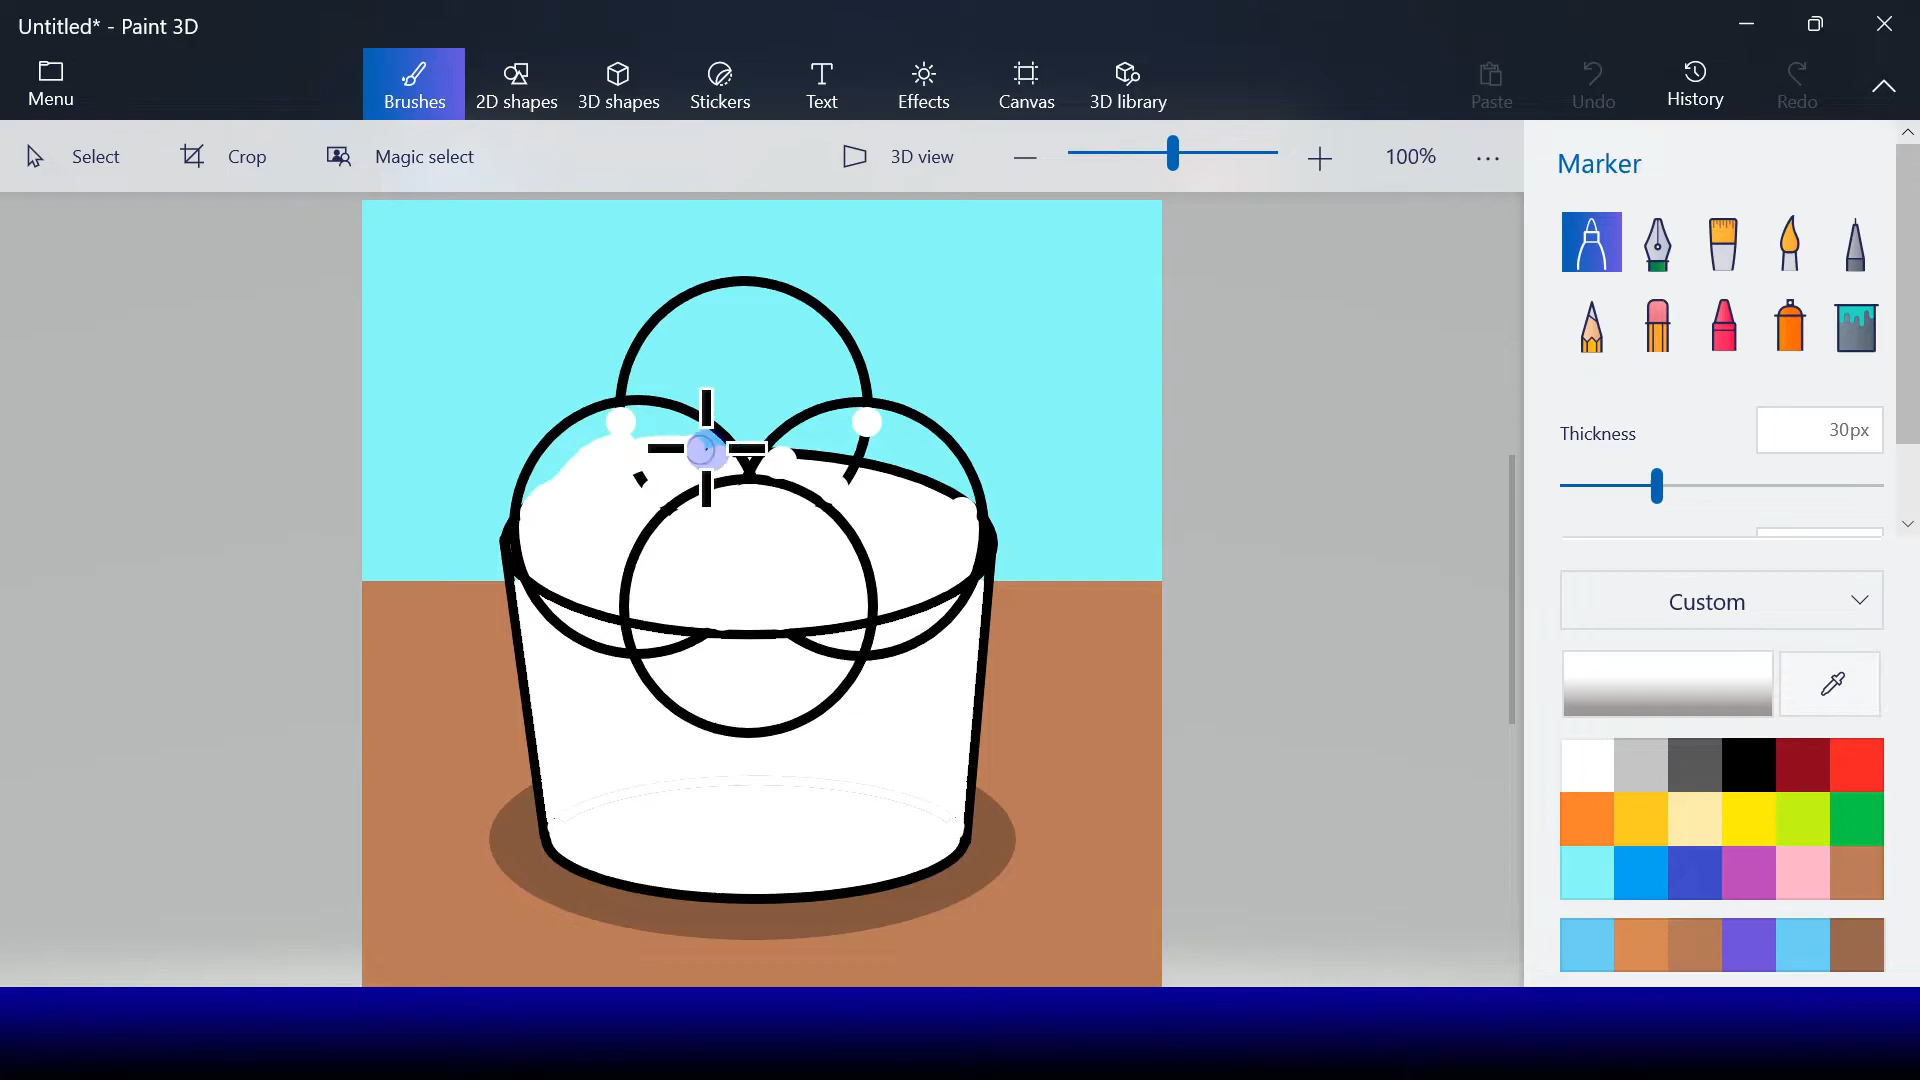 Untitled* - Paint 3D
Menu
Brushes
2D shapes
3D shapes
Stickers
Text
Effects
Canvas
3D library
Paste
Undo
History
Redo
Select
Crop
Magic select
3D view
100%
Marker
Thickness
30px
Custom